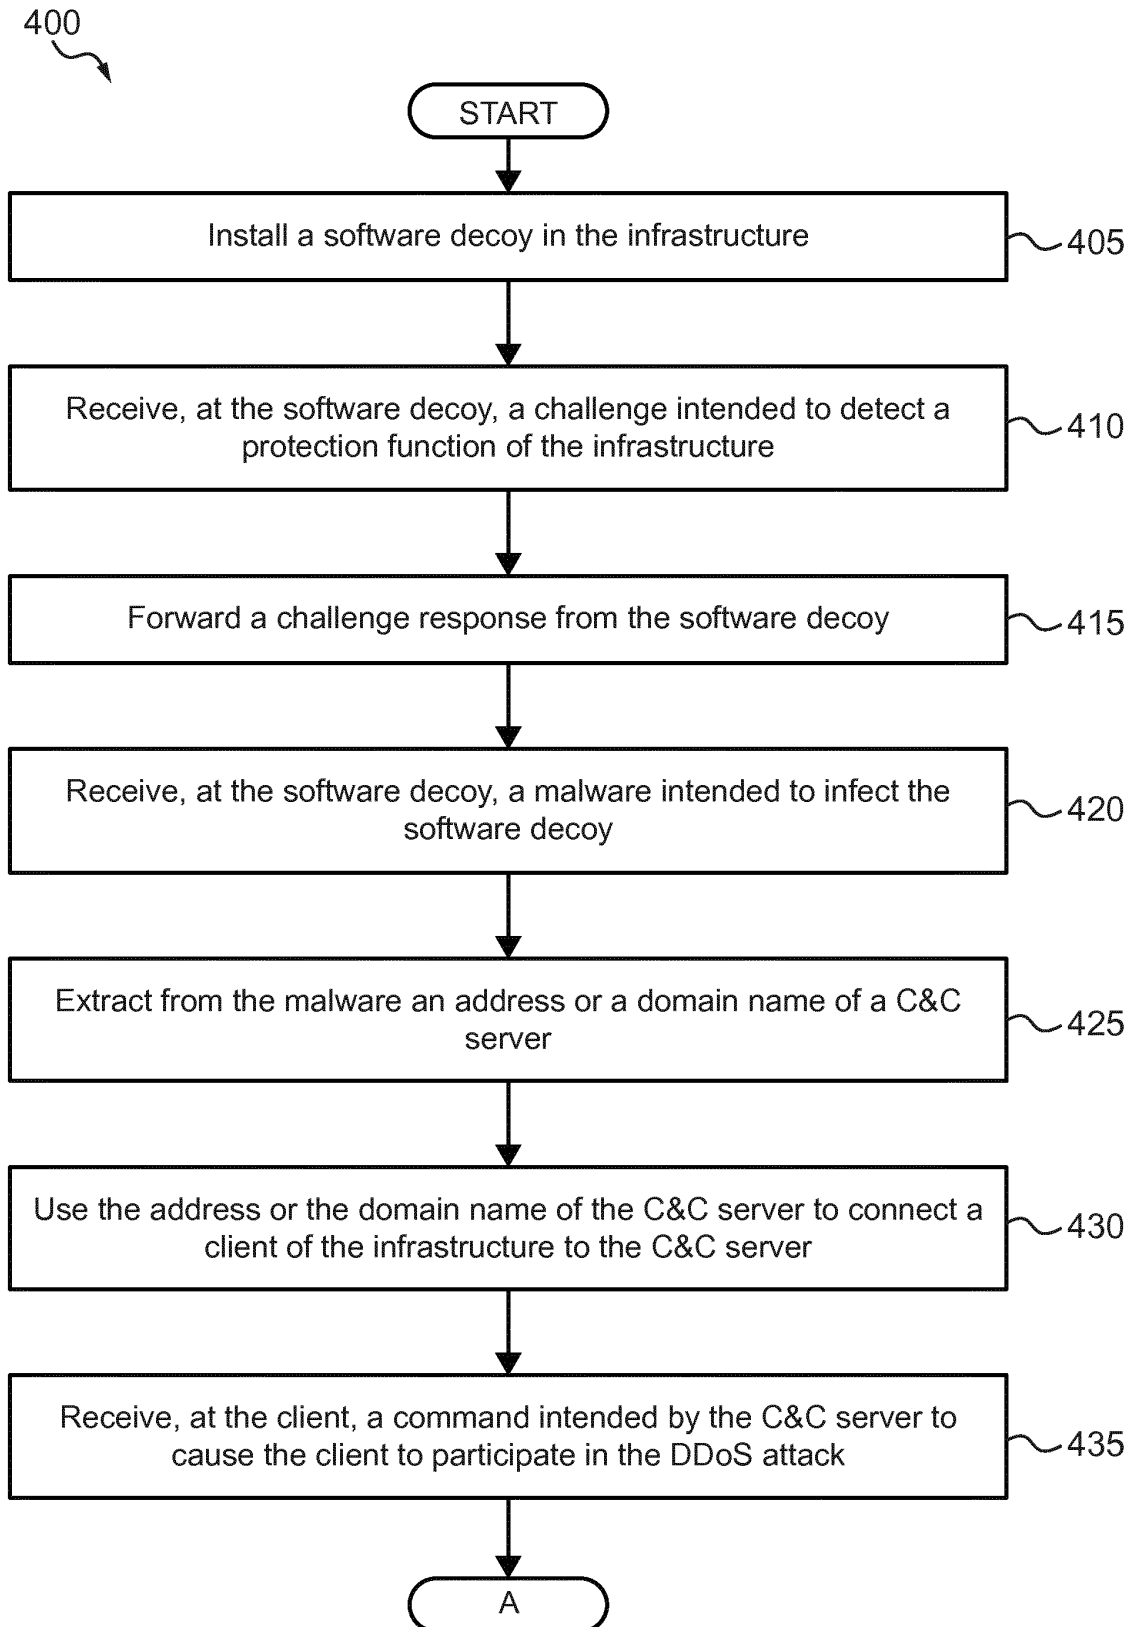 400
START
Install a software decoy in the infrastructure
405
Receive, at the software decoy, a challenge intended to detect a
protection function of the infrastructure
410
Forward a challenge response from the software decoy
415
Receive, at the software decoy, a malware intended to infect the
software decoy
420
Extract from the malware an address or a domain name of a C&C
server
425
Use the address or the domain name of the C&C server to connect a
client of the infrastructure to the C&C server
430
Receive, at the client, a command intended by the C&C server to
cause the client to participate in the DDoS attack
435
A